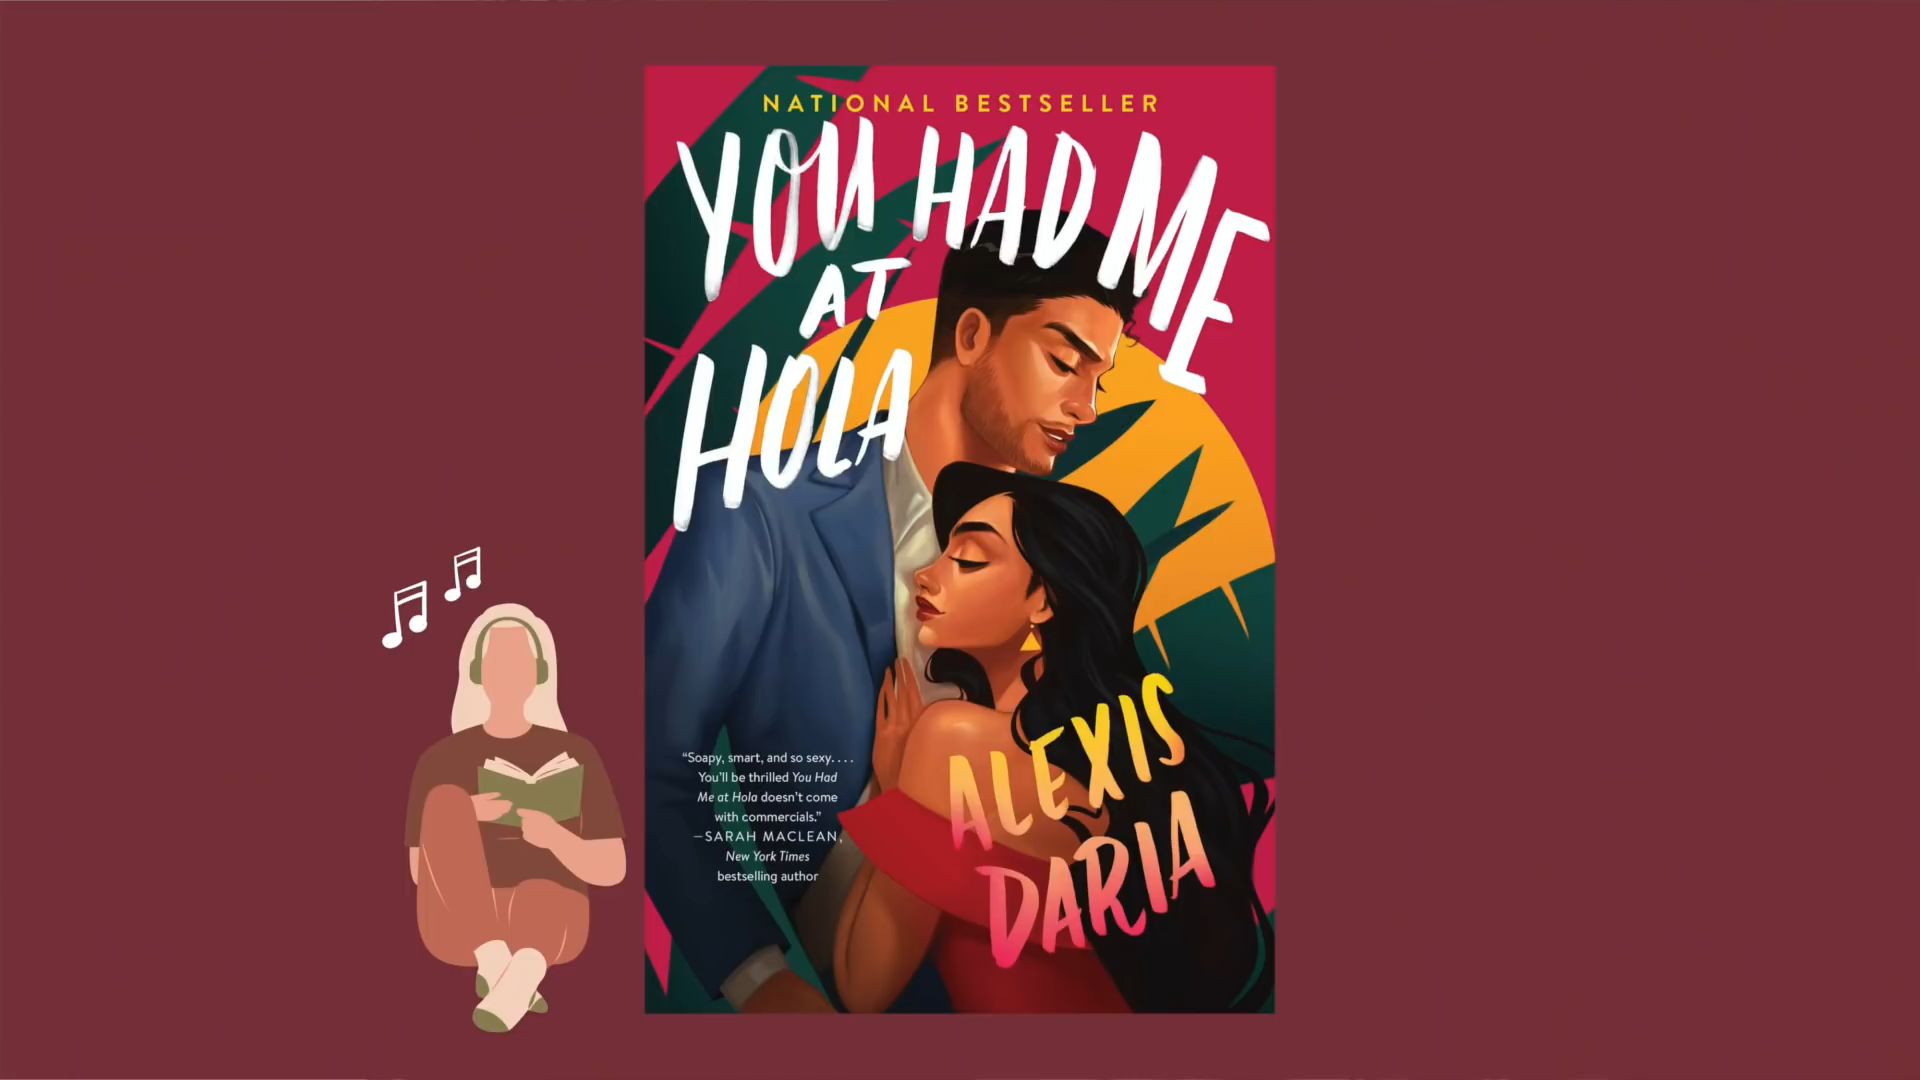 NATIONAL BESTSELLER
YOU HAD ME
AT
HOLA
“Soapy, smart, and so sexy. . . .
You’ll be thrilled You Had
Me at Hola doesn’t come
with commercials.”
—SARAH MACLEAN,
New York Times
bestselling author
ALEXIS
DARIA